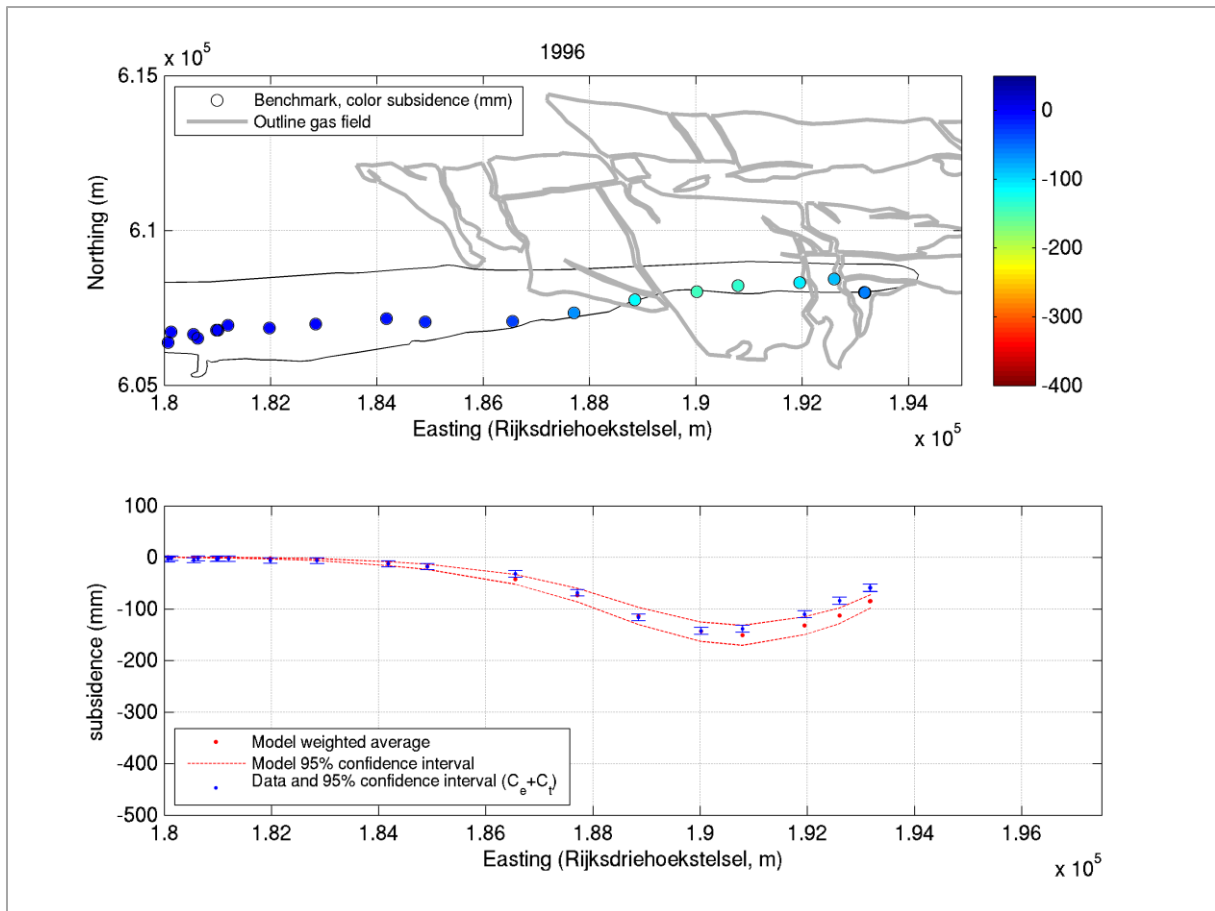 1996
x 10^5
6.15
6.1
6.05
Northing (m)
Benchmark, color subsidence (mm)
Outline gas field
1.8
1.82
1.84
1.86
1.88
1.9
1.92
1.94
Easting (Rijksdriehoekstelsel, m)
x 10^5
0
-100
-200
-300
-400
100
0
-100
-200
-300
-400
-500
subsidence (mm)
Model weighted average
Model 95% confidence interval
Data and 95% confidence interval (C_e+C_t)
1.8
1.82
1.84
1.86
1.88
1.9
1.92
1.94
1.96
Easting (Rijksdriehoekstelsel, m)
x 10^5